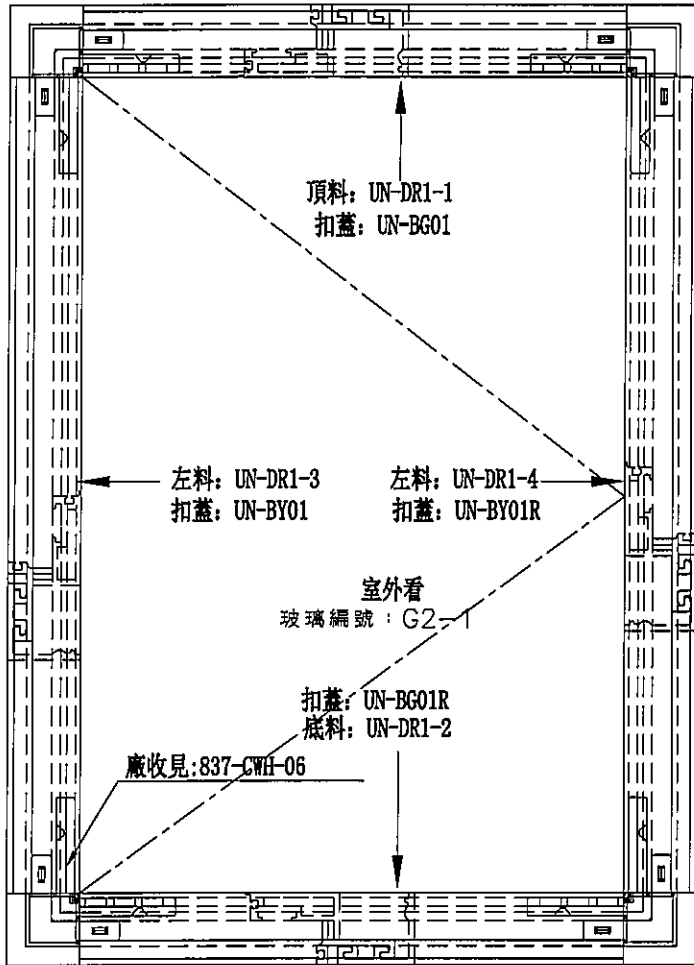 頂料: UN-DR1-1
扣蓋: UN-BG01
左料: UN-DR1-3
扣蓋: UN-BY01
左料: UN-DR1-4
扣蓋: UN-BY01R
室外看
玻璃編號：G2-1
扣蓋: UN-BG01R
底料: UN-DR1-2
廠收見:837-CWH-06